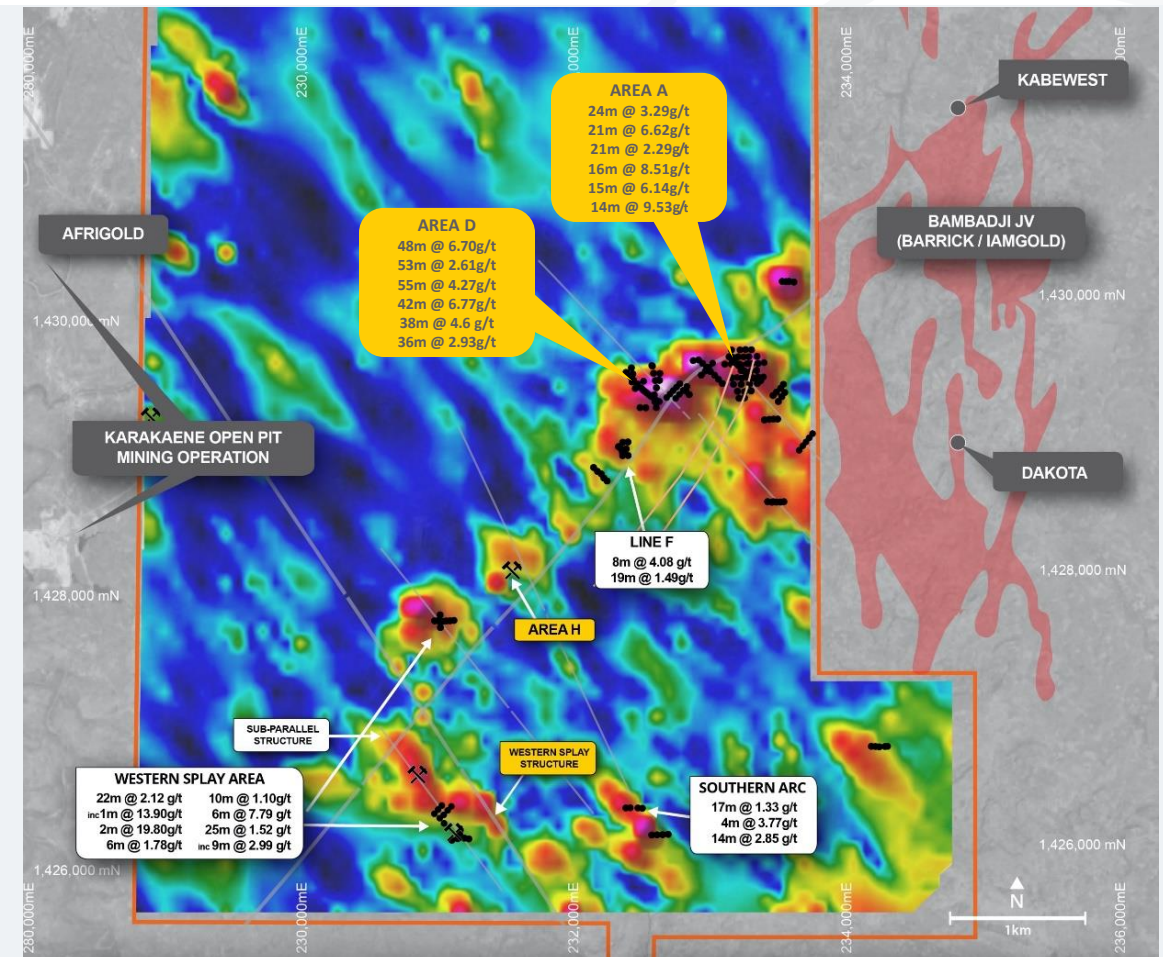 280,000mE
230,000mE
234,000mE
mE
KABEWEST
AREA A
24m @ 3.29g/t
21m @ 6.62g/t
21m @ 2.29g/t
16m @ 8.51g/t
15m @ 6.14g/t
14m @ 9.53g/t
AREA D
48m @ 6.70g/t
53m @ 2.61g/t
55m @ 4.27g/t
42m @ 6.77g/t
38m @ 4.6 g/t
36m @ 2.93g/t
AFRIGOLD
BAMBADJI JV
(BARRICK / IAMGOLD)
1,430,000 mN
1,430,000 mN
KARAKAENE OPEN PIT
MINING OPERATION
DAKOTA
LINE F
8m @ 4.08 g/t
19m @ 1.49g/t
1,428,000 mN
1,428,000 mN
AREA H
SUB-PARALLEL
STRUCTURE
WESTERN SPLAY
STRUCTURE
WESTERN SPLAY AREA
22m @ 2.12 g/t 10m @ 1.10g/t
inc1m @ 13.90g/t 6m @ 7.79 g/t
2m @ 19.80g/t 25m @ 1.52 g/t
6m @ 1.78g/t inc 9m @ 2.99 g/t
SOUTHERN ARC
17m @ 1.33 g/t
4m @ 3.77g/t
14m @ 2.85 g/t
1,426,000 mN
1,426,000 mN
N
1km
280,000mE
230,000mE
232,000mE
234,000mE
236,000mE